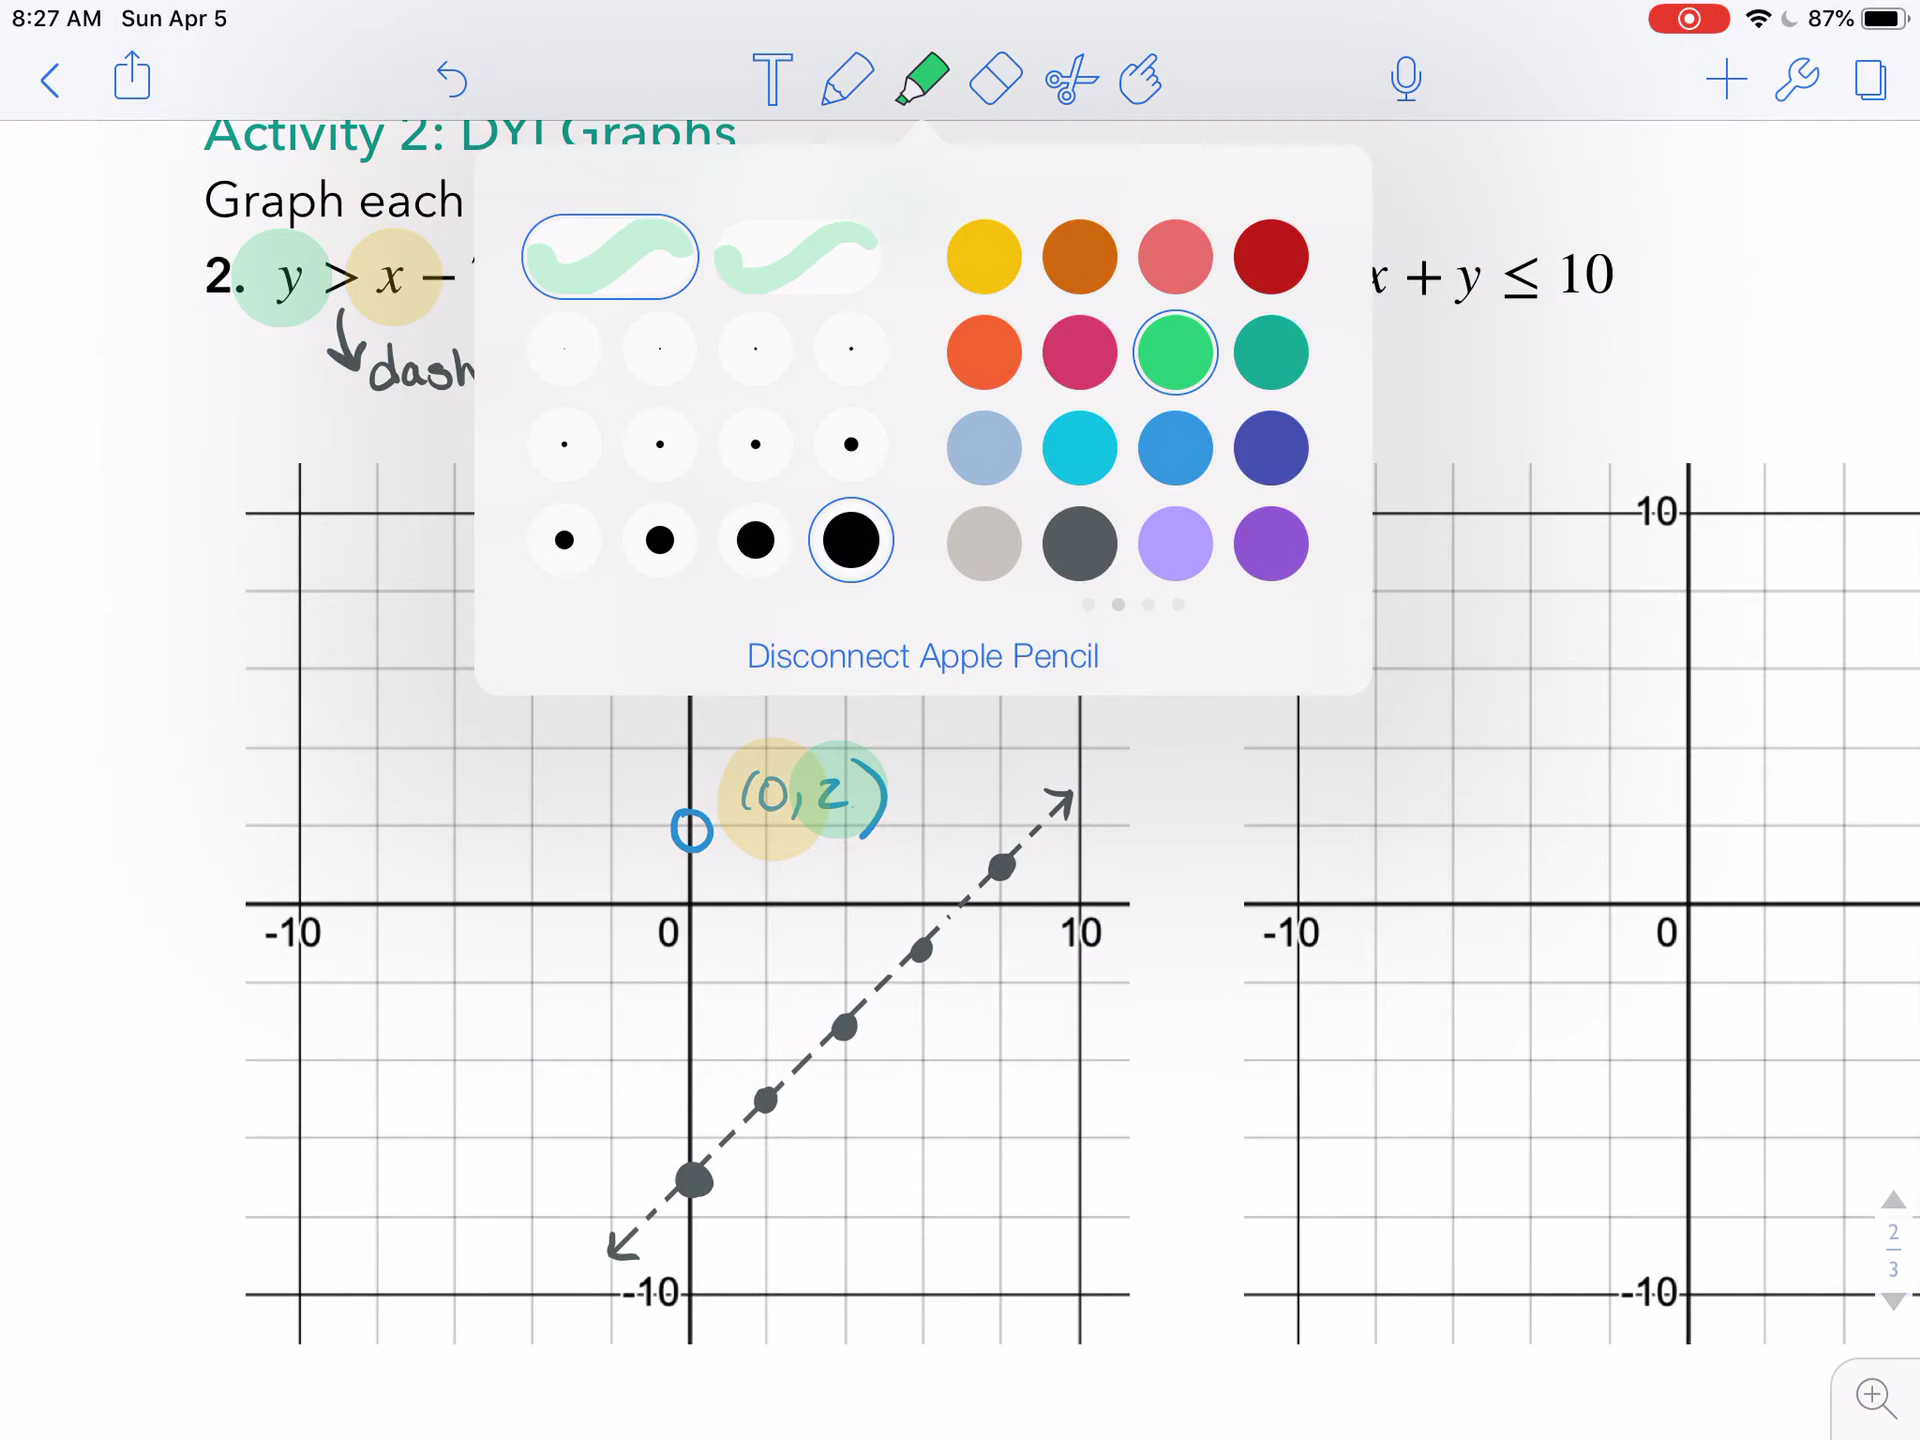 8:27 AM Sun Apr 5 87%
Activity 2: DYI Graphs
Graph each
2. y > x –
x + y ≤ 10
dash
Disconnect Apple Pencil
10
(0, 2)
-10 0 10
-10 0
-10
-10
2
3